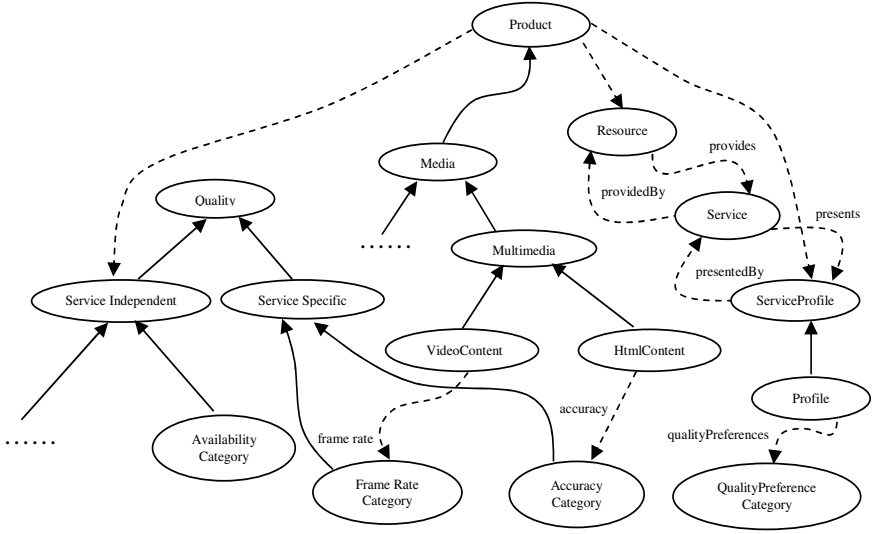 Product
Resource
provides
Media
Quality
providedBy
Service
presents
......
Multimedia
presentedBy
Service Independent
Service Specific
ServiceProfile
VideoContent
HtmlContent
Profile
accuracy
......
Availability
Category
frame rate
qualityPreferences
Frame Rate
Category
Accuracy
Category
QualityPreference
Category